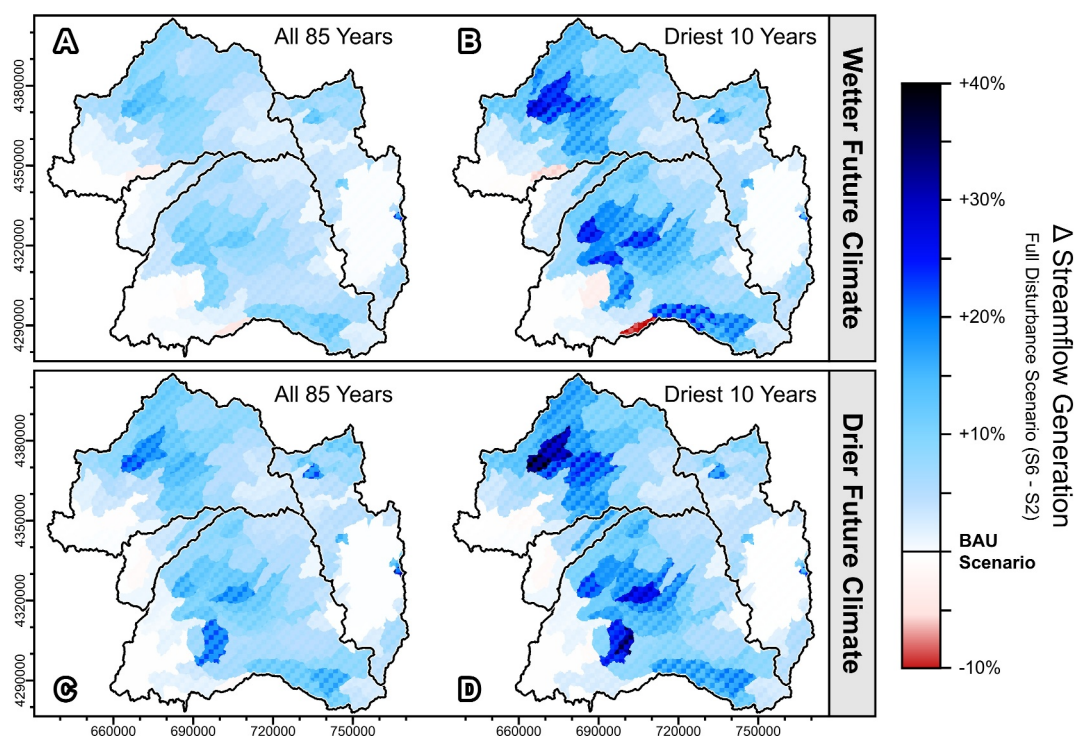 A
All 85 Years
B
Driest 10 Years
Wetter Future Climate
4380000
4350000
4320000
4290000
C
All 85 Years
D
Driest 10 Years
Drier Future Climate
4380000
4350000
4320000
4290000
660000
690000
720000
750000
660000
690000
720000
750000
+40%
+30%
+20%
+10%
BAU
Scenario
-10%
Δ Streamflow Generation
Full Disturbance Scenario (S6 - S2)